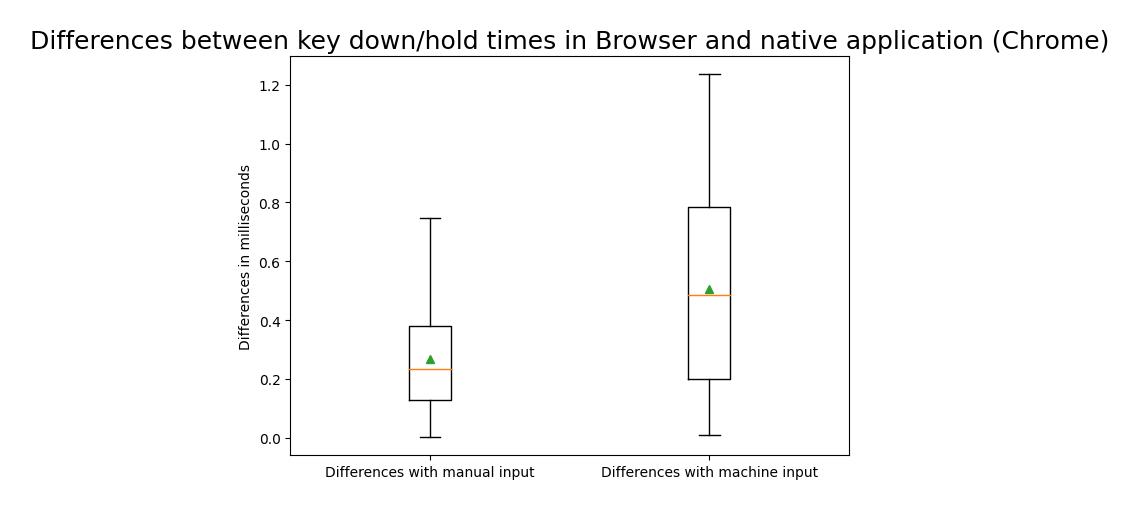 Differences between key down/hold times in Browser and native application (Chrome)
1.2
1.0
0.8
0.6
0.4
0.2
0.0
Differences in milliseconds
Differences with manual input
Differences with machine input